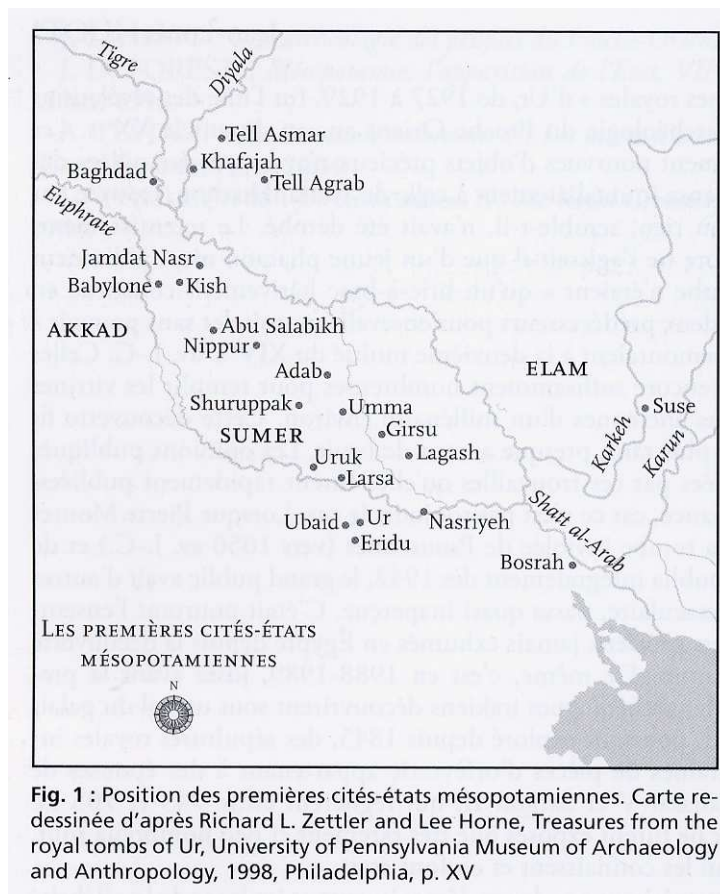 Tigre
Diyala
Tell Asmar
Khafajah
Baghdad
Tell Agrab
Euphrate
Jamdat Nasr
Babylone
Kish
AKKAD
Abu Salabikh
Nippur
Adab
ELAM
Shuruppak
Umma
Suse
SUMER
Girsu
Karkeh
Karun
Uruk
Lagash
Larsa
Shatt al-Arab
Ubaid
Ur
Nasriyeh
Eridu
Bosrah
LES PREMIÈRES CITÉS-ÉTATS
MÉSOPOTAMIENNES
N
Fig. 1 : Position des premières cités-états mésopotamiennes. Carte re-
dessinée d'après Richard L. Zettler and Lee Horne, Treasures from the
royal tombs of Ur, University of Pennsylvania Museum of Archaeology
and Anthropology, 1998, Philadelphia, p. XV